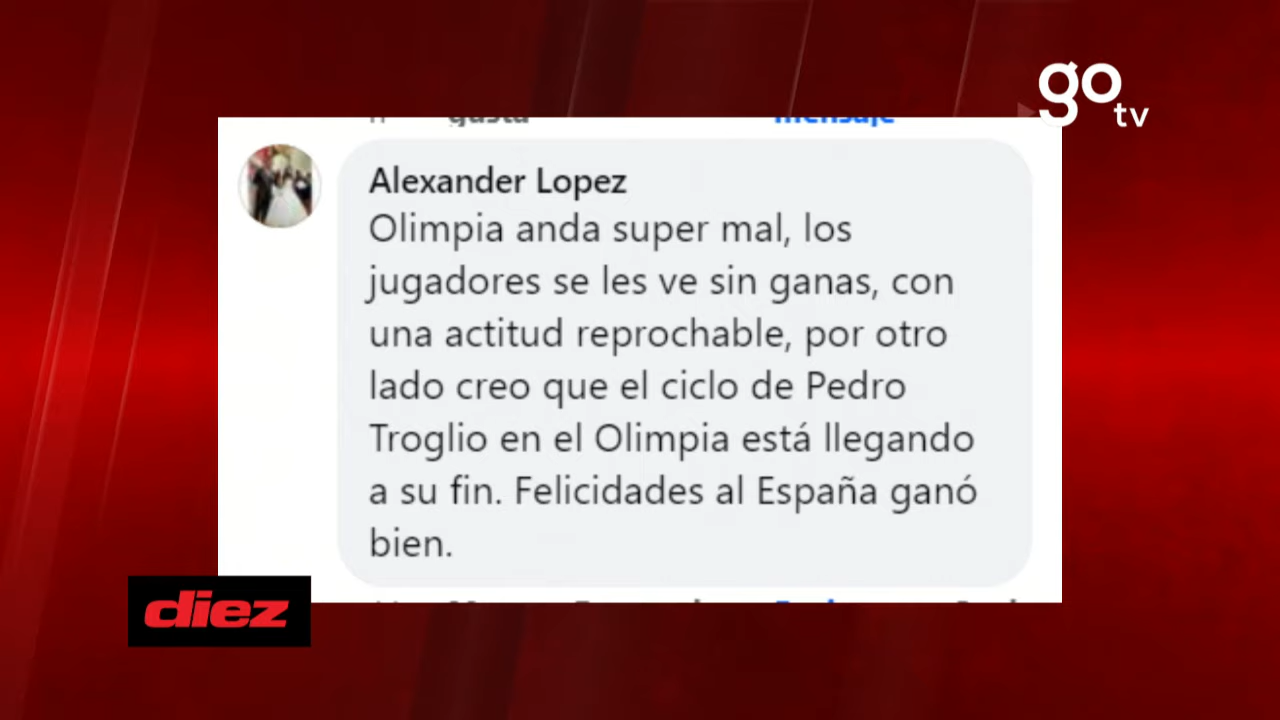 go
tv
gusta
mensaje
Alexander Lopez
Olimpia anda super mal, los
jugadores se les ve sin ganas, con
una actitud reprochable, por otro
lado creo que el ciclo de Pedro
Troglio en el Olimpia está llegando
a su fin. Felicidades al España ganó
bien.
diez